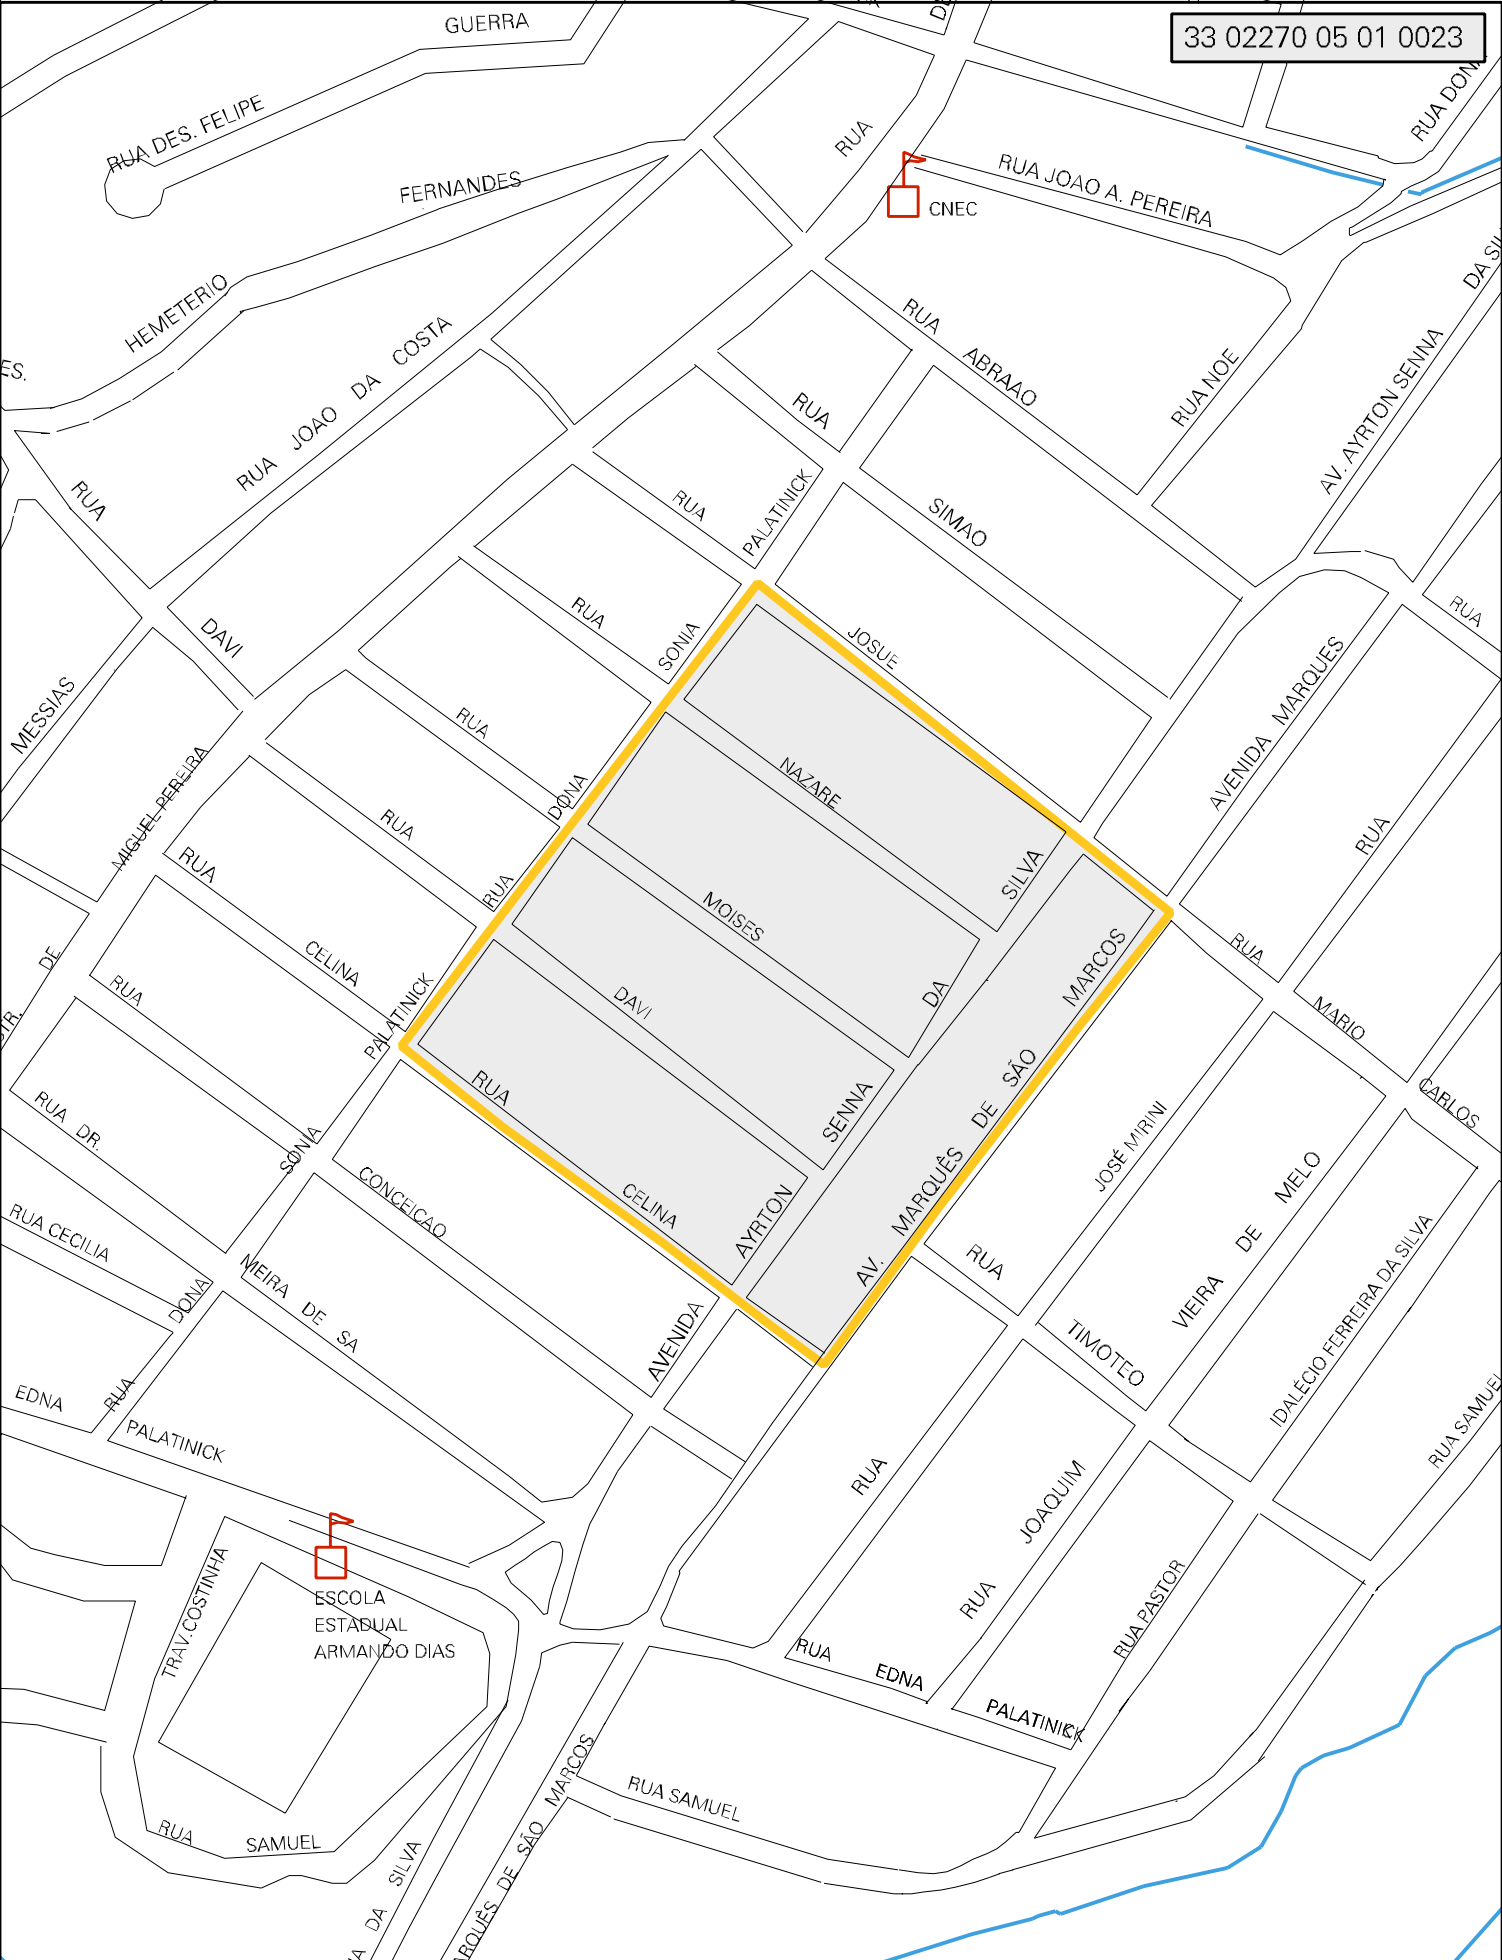 33 02270 05 01 0023
GUERRA
RUA DES. FELIPE
FERNANDES
HEMETERIO
RUA
CNEC
RUA JOAO A. PEREIRA
RUA DONA
ES.
RUA JOAO DA COSTA
RUA
ABRAAO
RUA NOE
AV. AYRTON SENNA
RUA
RUA
RUA
PALATINICK
SIMAO
RUA
SONIA
JOSUE
RUA
DAVI
MESSIAS
MIGUEL PEREIRA
RUA
DONA
RUA
RUA
NAZARE
AVENIDA MARQUES
RUA
RUA
CELINA
MOISES
SILVA
MARCOS
RUA
DE
RUA
PALATINICK
DAVI
DA
MARIO
RUA DR.
RUA
SÃO
CARLOS
SONIA
SENNA
DE
JOSÉ MIRINI
CONCEICAO
CELINA
AYRTON
MARQUÊS
MELO
RUA CECILIA
DONA
MEIRA DE SA
AV.
RUA
DE
VIEIRA
IDALÉCIO FERREIRA DA SILVA
AVENIDA
TIMOTEO
EDNA
RUA
PALATINICK
RUA
JOAQUIM
RUA SAMUEL
TRAV.COSTINHA
ESCOLA
ESTADUAL
ARMANDO DIAS
RUA
RUA PASTOR
RUA
EDNA
PALATINICK
MARCOS
RUA SAMUEL
RUA
SAMUEL
SÃO
DE
SILVA
DA